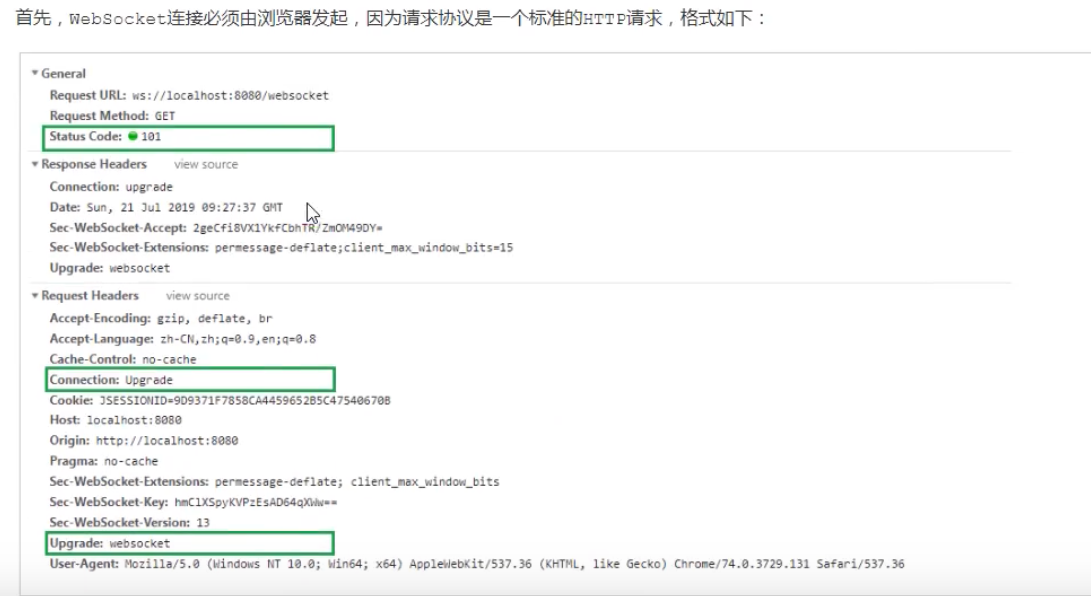 首先，WebSocket连接必须由浏览器发起，因为请求协议是一个标准的HTTP请求，格式如下：
General
Request URL: ws://localhost:8080/websocket
Request Method: GET
Status Code: 101
Response Headers view source
Connection: upgrade
Date: Sun, 21 Jul 2019 09:27:37 GMT
Sec-WebSocket-Accept: 2geCfi8VX1YkfCbhTR/ZmOM49DY=
Sec-WebSocket-Extensions: permessage-deflate;client_max_window_bits=15
Upgrade: websocket
Request Headers view source
Accept-Encoding: gzip, deflate, br
Accept-Language: zh-CN,zh;q=0.9,en;q=0.8
Cache-Control: no-cache
Connection: Upgrade
Cookie: JSESSIONID=9D9371F7858CA4459652B5C47540670B
Host: localhost:8080
Origin: http://localhost:8080
Pragma: no-cache
Sec-WebSocket-Extensions: permessage-deflate; client_max_window_bits
Sec-WebSocket-Key: hmClXSpyKVPzEsAD64qXWw==
Sec-WebSocket-Version: 13
Upgrade: websocket
User-Agent: Mozilla/5.0 (Windows NT 10.0; Win64; x64) AppleWebKit/537.36 (KHTML, like Gecko) Chrome/74.0.3729.131 Safari/537.36